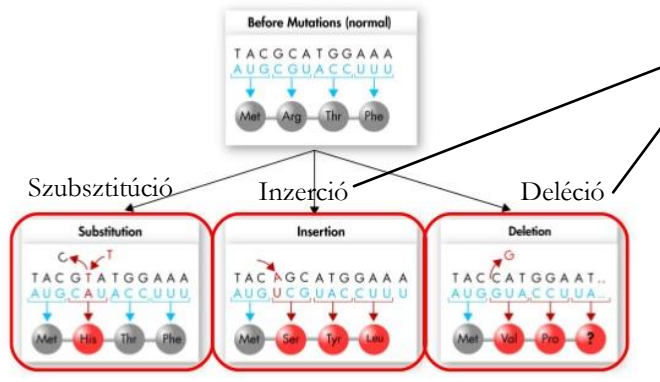 Before Mutations (normal)
TACGCATGGAAA
AUGCGUACCUUU
Met Arg Thr Phe
Szubsztitúció Inzerció Deléció
Substitution
C T
TACGTATGGAAA
AUGCAUACCUUU
Met His Thr Phe
Insertion
TACAGCATGGAAA
AUGUCGUACCUUU
Met Ser Tyr Leu
Deletion
G
TACCATGGAAT..
AUGGUACCUUA..
Met Val Pro ?